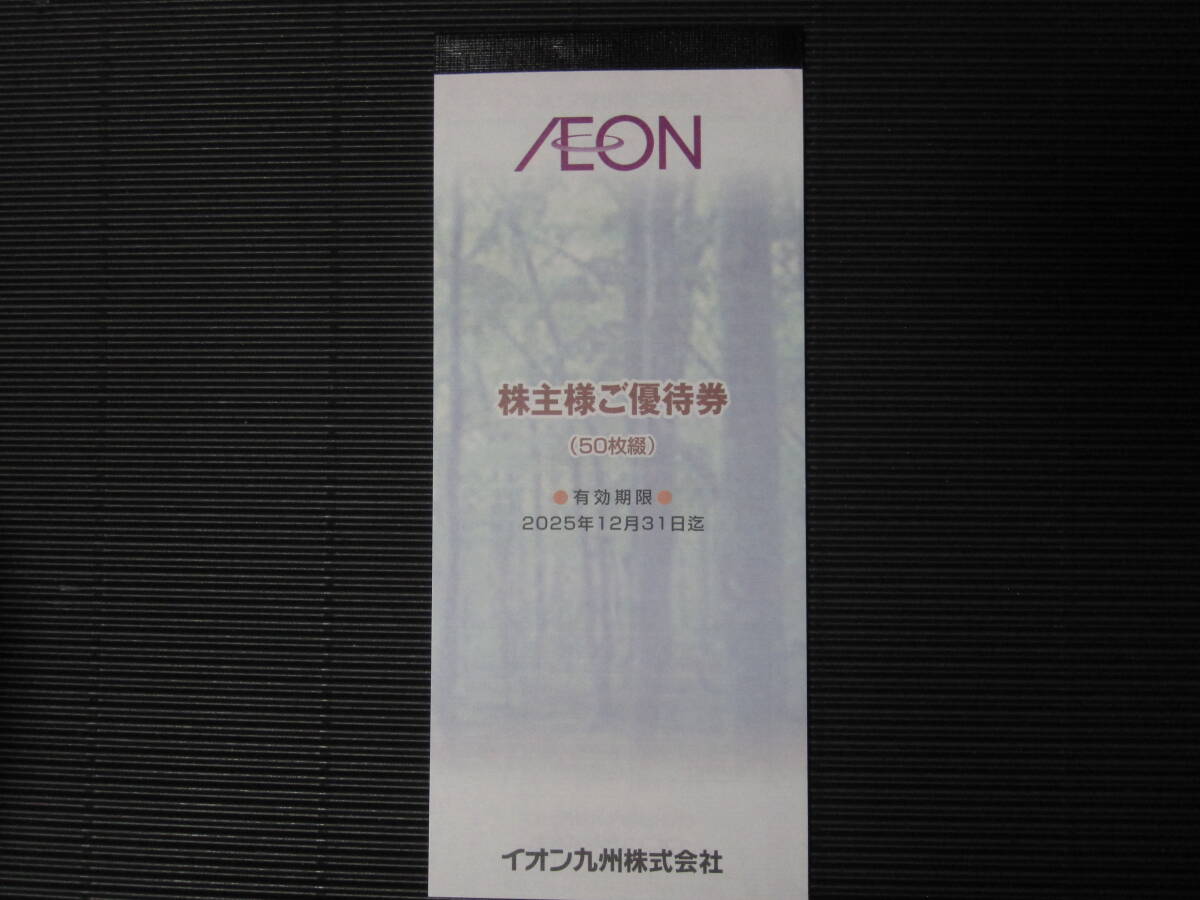 ÆON
株主様ご優待券
(50枚綴)
●有効期限●
2025年12月31日迄
イオン九州株式会社